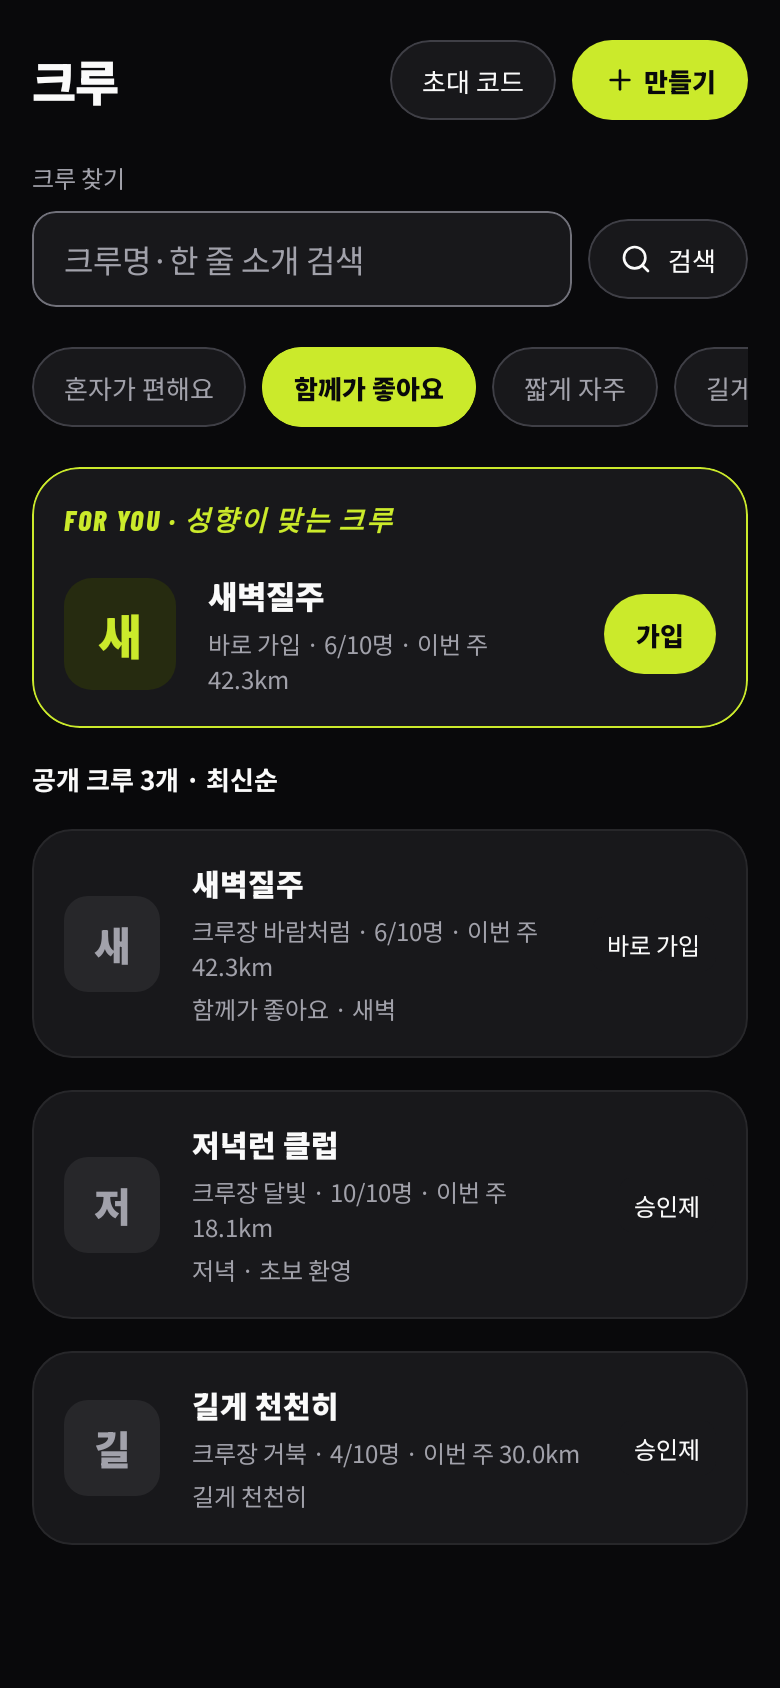 크루
초대 코드
+ 만들기
크루 찾기
크루명·한 줄 소개 검색
검색
혼자가 편해요
함께가 좋아요
짧게 자주
길게
FOR YOU · 성향이 맞는 크루
새
새벽질주
바로 가입 · 6/10명 · 이번 주
42.3km
가입
공개 크루 3개 · 최신순
새
새벽질주
크루장 바람처럼 · 6/10명 · 이번 주
42.3km
함께가 좋아요 · 새벽
바로 가입
저
저녁런 클럽
크루장 달빛 · 10/10명 · 이번 주
18.1km
저녁 · 초보 환영
승인제
길
길게 천천히
크루장 거북 · 4/10명 · 이번 주 30.0km
길게 천천히
승인제